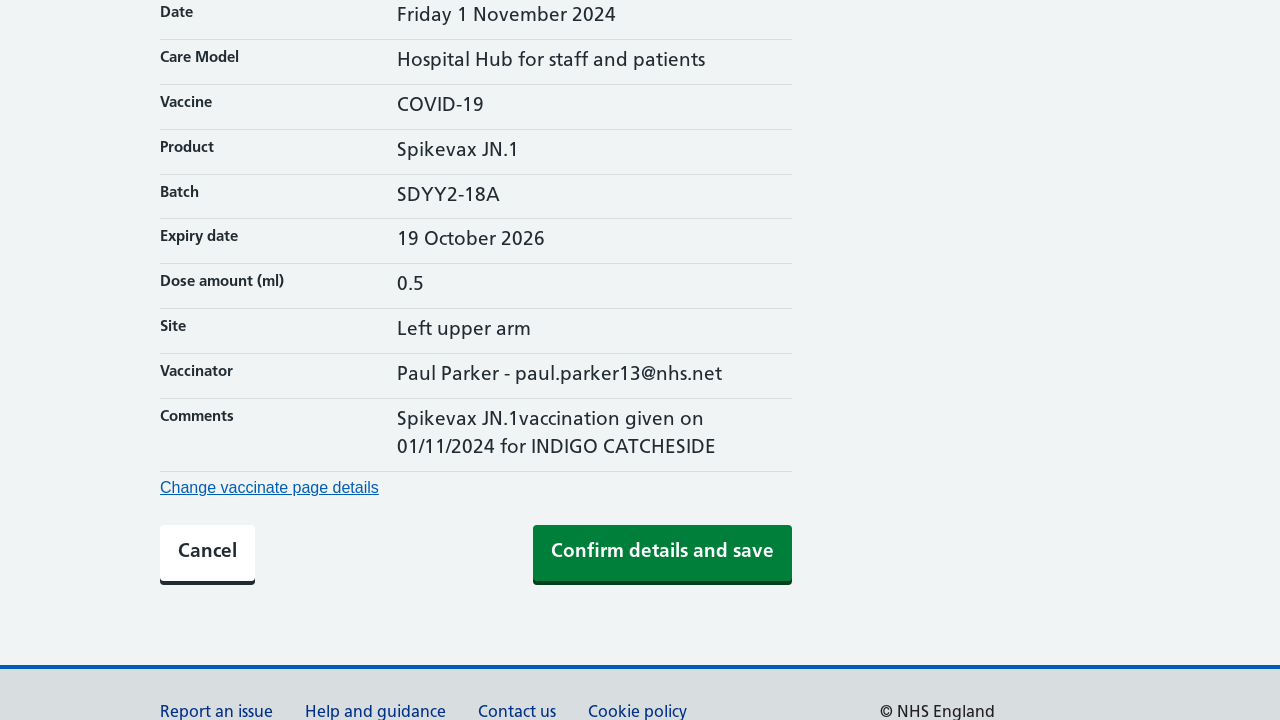 Date Friday 1 November 2024
Care Model Hospital Hub for staff and patients
Vaccine COVID-19
Product Spikevax JN.1
Batch SDYY2-18A
Expiry date 19 October 2026
Dose amount (ml) 0.5
Site Left upper arm
Vaccinator Paul Parker - paul.parker13@nhs.net
Comments Spikevax JN.1vaccination given on
01/11/2024 for INDIGO CATCHESIDE
Change vaccinate page details
Cancel Confirm details and save
Report an issue Help and guidance Contact us Cookie policy © NHS England